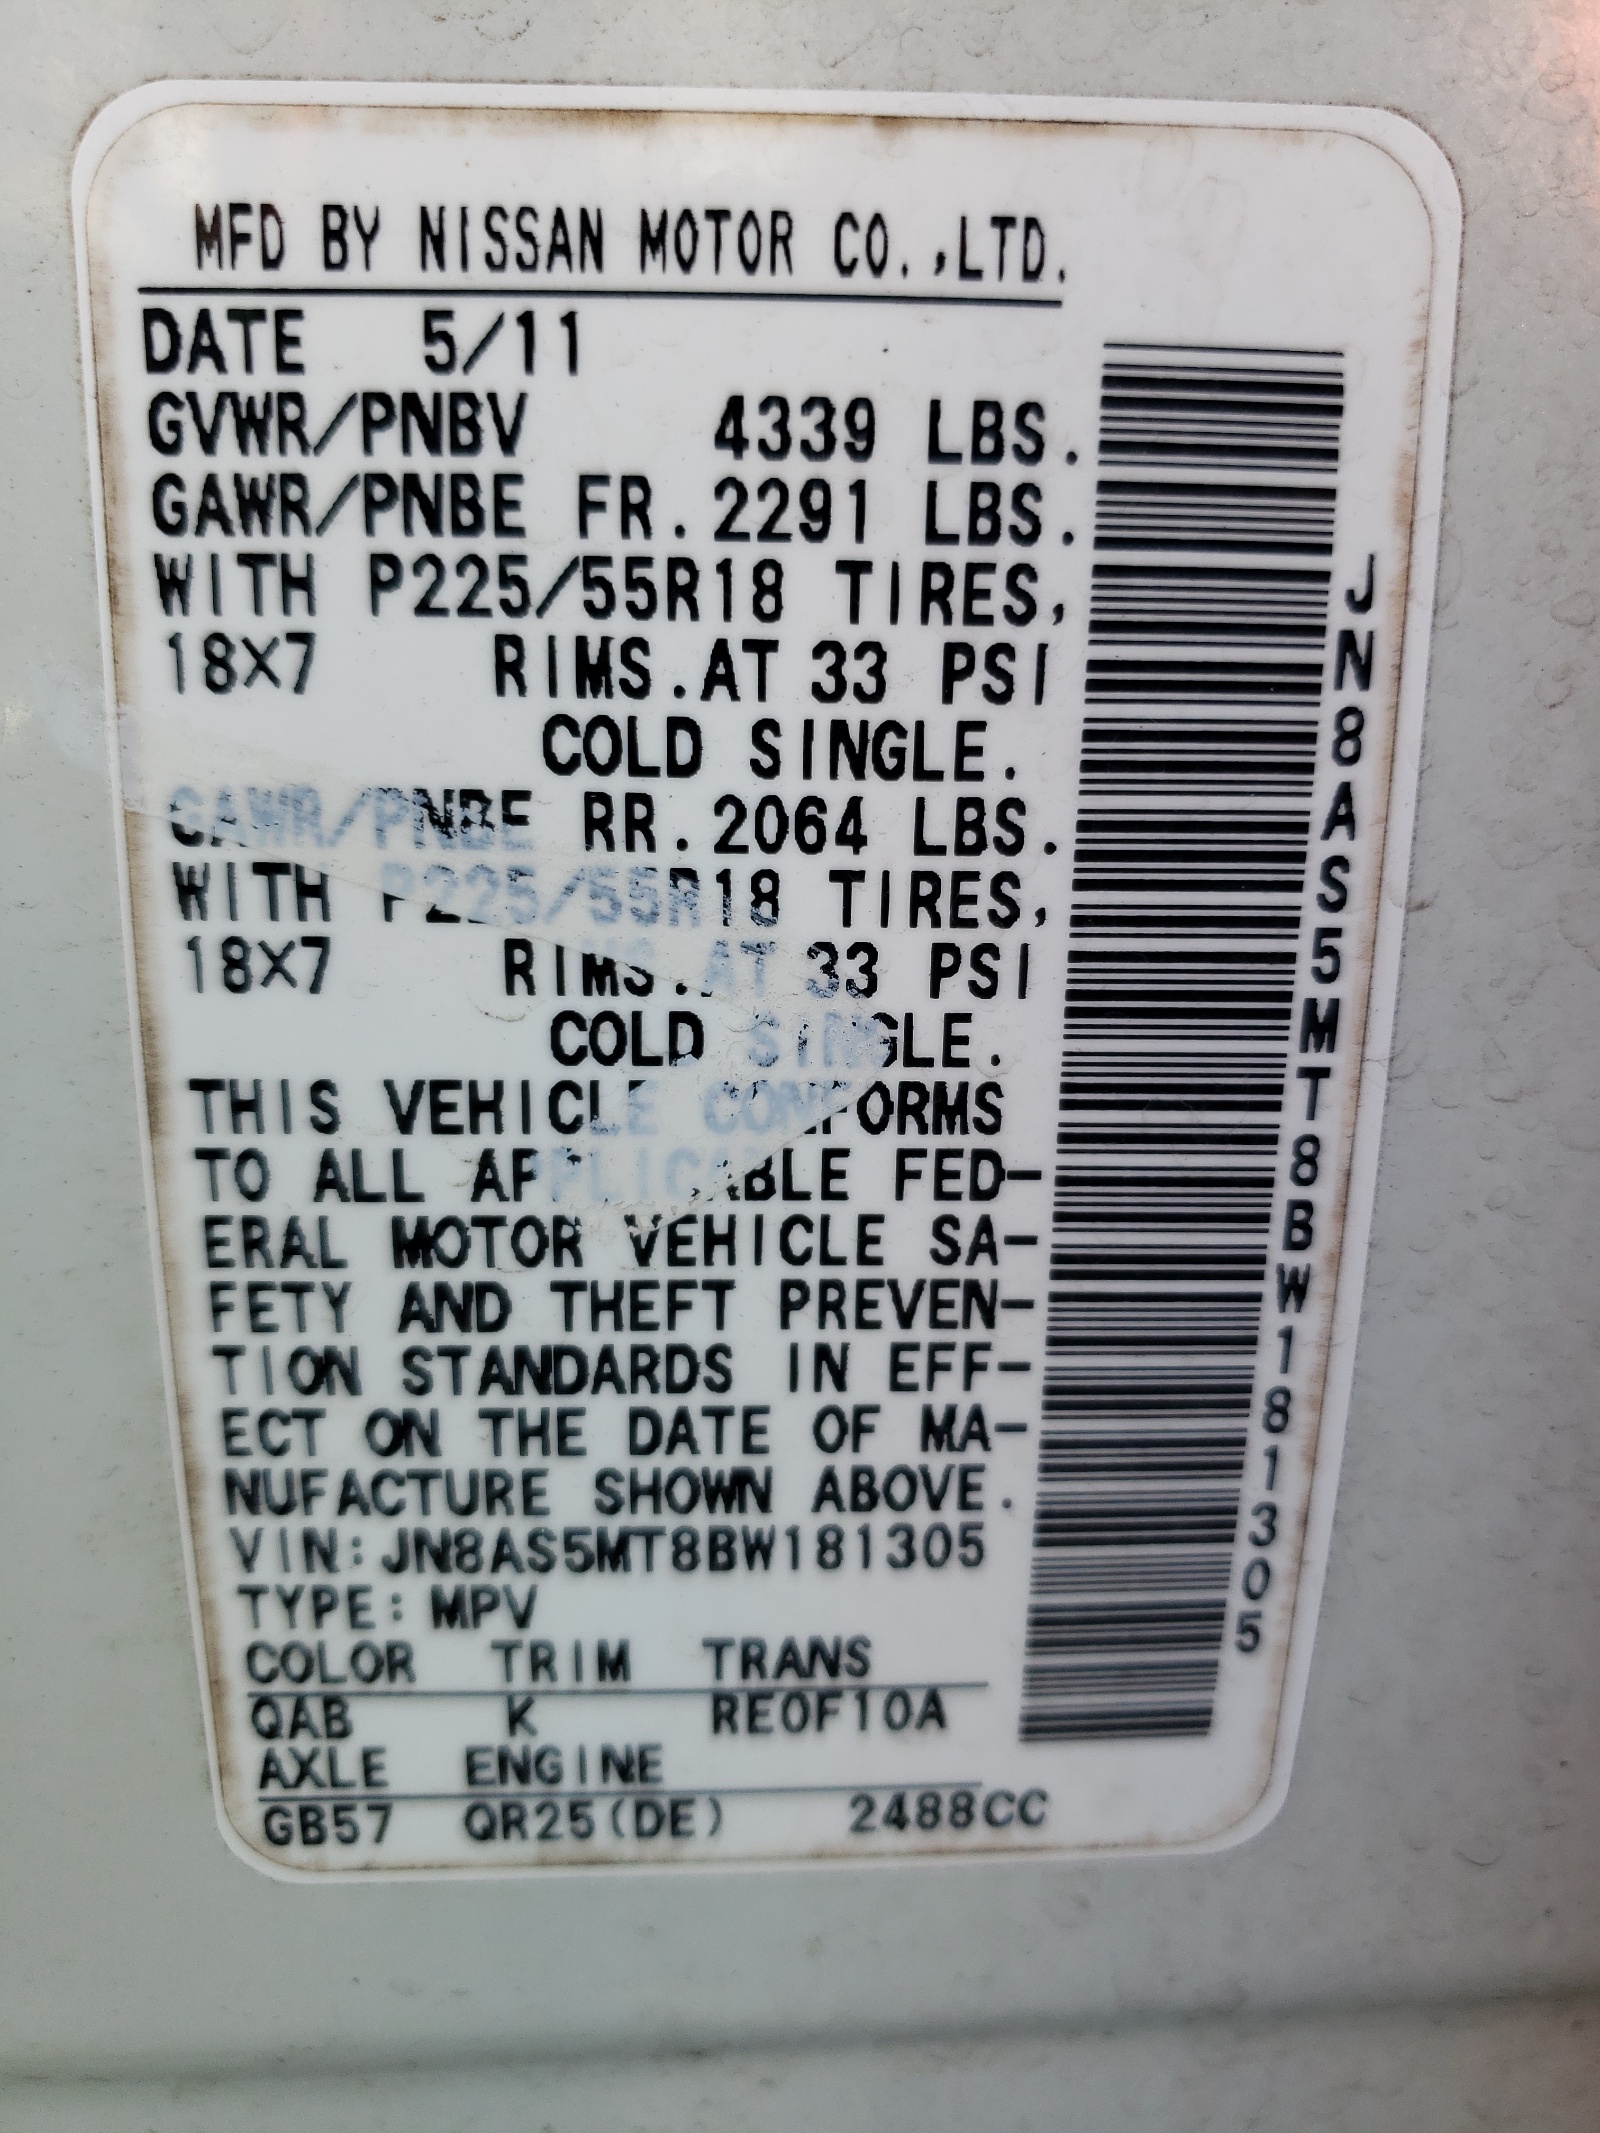 MFD BY NISSAN MOTOR CO.,LTD.
DATE 5/11
GVWR/PNBV 4339 LBS.
GAWR/PNBE FR.2291 LBS.
WITH P225/55R18 TIRES,
18X7 RIMS.AT 33 PSI
COLD SINGLE.
GAWR/PNBE RR.2064 LBS.
WITH P225/55R18 TIRES,
18X7 RIMS.AT 33 PSI
COLD SINGLE.
THIS VEHICLE CONFORMS
TO ALL APPLICABLE FED-
ERAL MOTOR VEHICLE SA-
FETY AND THEFT PREVEN-
TION STANDARDS IN EFF-
ECT ON THE DATE OF MA-
NUFACTURE SHOWN ABOVE.
VIN:JN8AS5MT8BW181305
TYPE:MPV
COLOR TRIM TRANS
QAB K RE0F10A
AXLE ENGINE
GB57 QR25(DE) 2488CC
JN8AS5MT8BW181305